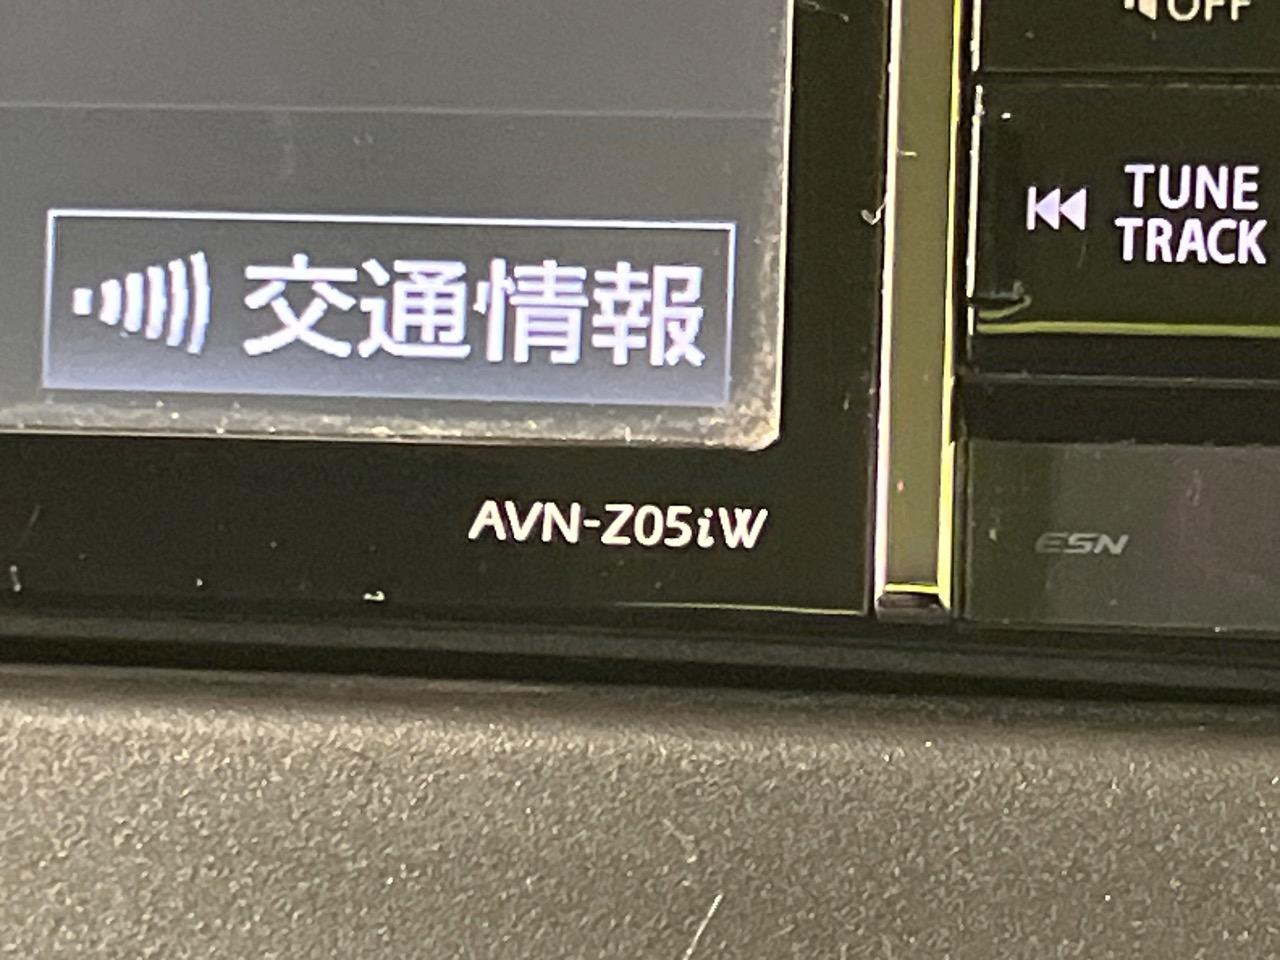 OFF
TUNE
TRACK
交通情報
AVN-Z05iW
ESN